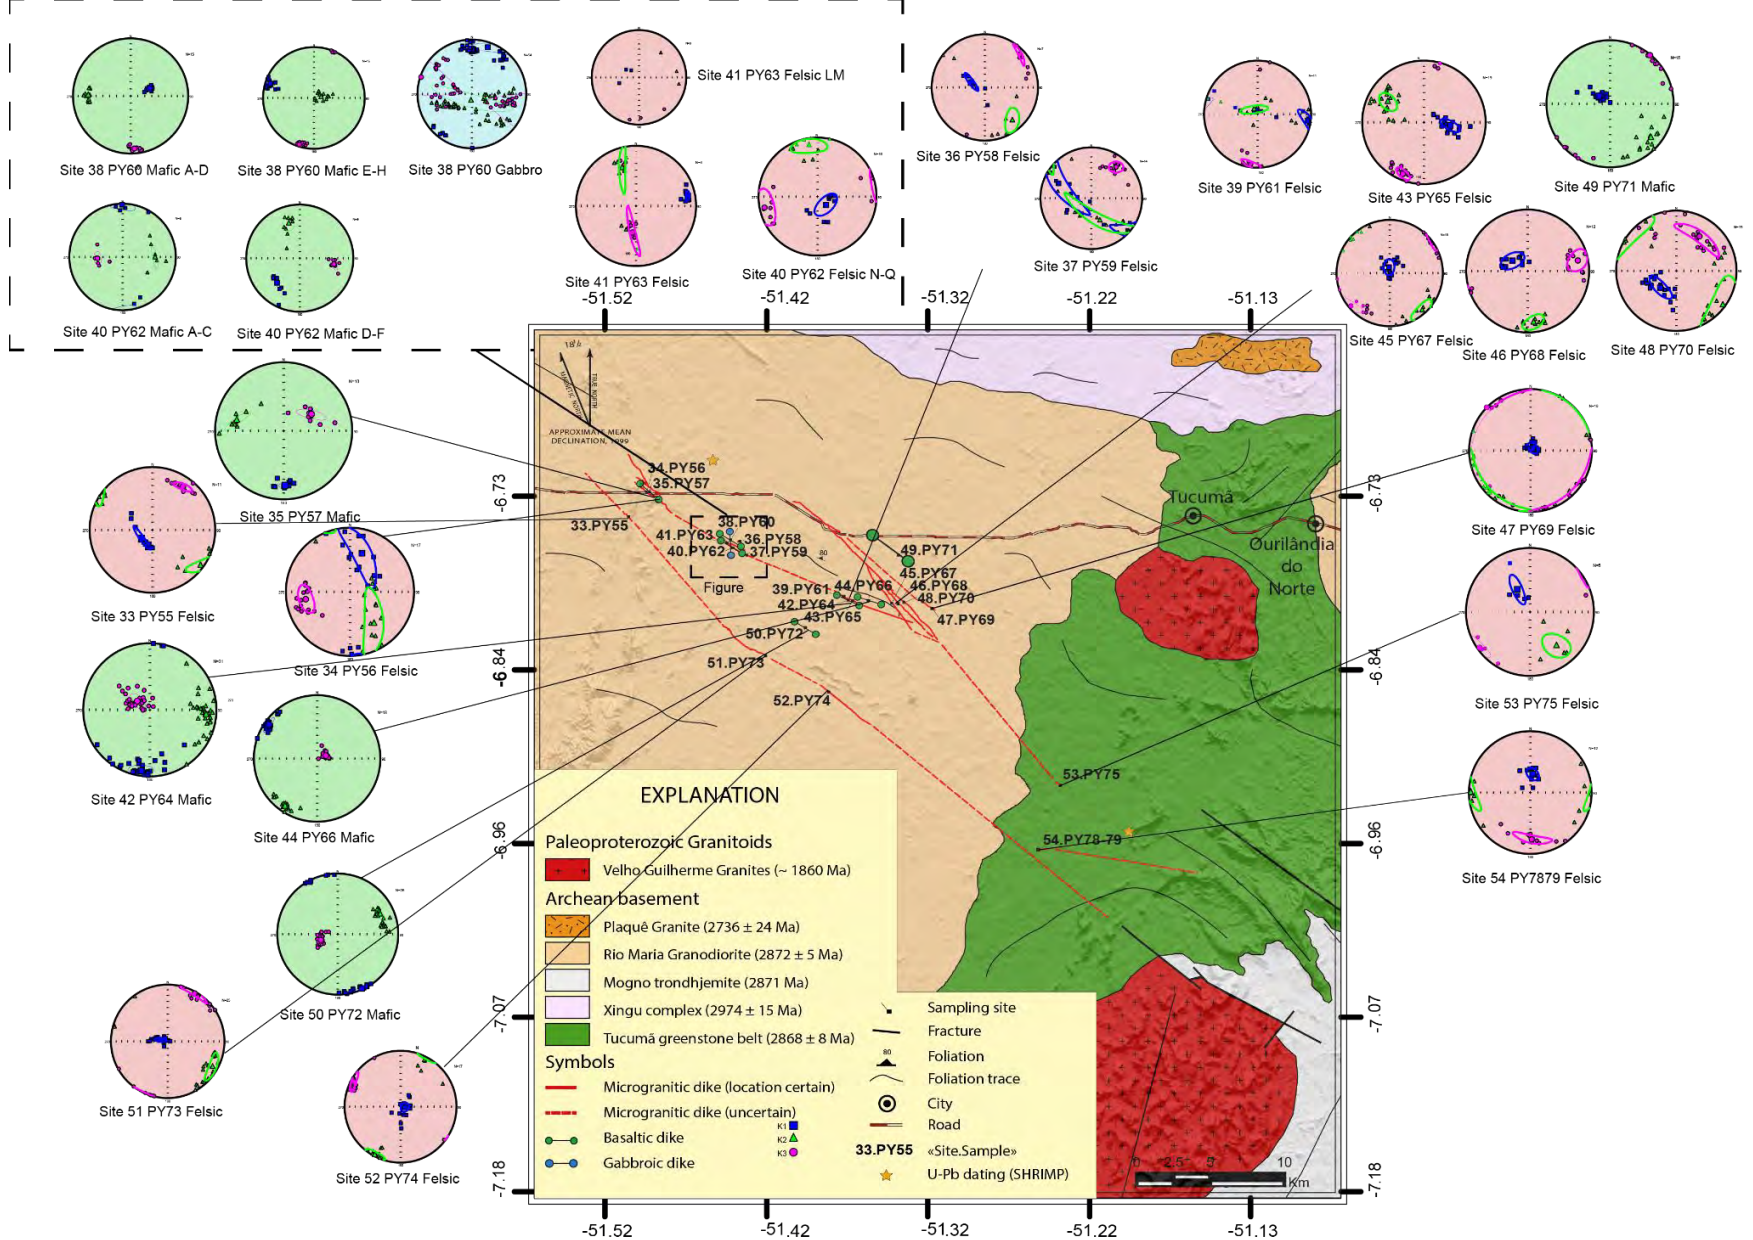 Site 38 PY60 Mafic A-D
Site 38 PY60 Mafic E-H
Site 38 PY60 Gabbro
Site 41 PY63 Felsic LM
Site 40 PY62 Mafic A-C
Site 40 PY62 Mafic D-F
Site 41 PY63 Felsic
Site 40 PY62 Felsic N-Q
Site 36 PY58 Felsic
Site 37 PY59 Felsic
Site 39 PY61 Felsic
Site 43 PY65 Felsic
Site 49 PY71 Mafic
Site 45 PY67 Felsic
Site 46 PY68 Felsic
Site 48 PY70 Felsic
Site 35 PY57 Mafic
Site 33 PY55 Felsic
Site 34 PY56 Felsic
Site 42 PY64 Mafic
Site 44 PY66 Mafic
Site 50 PY72 Mafic
Site 51 PY73 Felsic
Site 52 PY74 Felsic
Site 47 PY69 Felsic
Site 53 PY75 Felsic
Site 54 PY7879 Felsic
-51.52
-51.42
-51.32
-51.22
-51.13
-6.73
-6.84
-6.96
-7.07
-7.18
-6.73
-6.84
-6.96
-7.07
-7.18
-51.52
-51.42
-51.32
-51.22
-51.13
TRUE NORTH
MAGNETIC NORTH
APPROXIMATE MEAN
DECLINATION, 1999
34.PY56
35.PY57
33.PY55
38.PY60
41.PY63
36.PY58
40.PY62
37.PY59
Figure
80
49.PY71
45.PY67
39.PY61
44.PY66
46.PY68
42.PY64
48.PY70
43.PY65
47.PY69
50.PY72
51.PY73
52.PY74
53.PY75
54.PY78-79
Tucumã
Ourilândia
do
Norte
EXPLANATION
Paleoproterozoic Granitoids
Velho Guilherme Granites (~ 1860 Ma)
Archean basement
Plaquê Granite (2736 ± 24 Ma)
Rio Maria Granodiorite (2872 ± 5 Ma)
Mogno trondhjemite (2871 Ma)
Xingu complex (2974 ± 15 Ma)
Tucumã greenstone belt (2868 ± 8 Ma)
Symbols
Microgranitic dike (location certain)
Microgranitic dike (uncertain)
Basaltic dike
Gabbroic dike
K1
K2
K3
Sampling site
Fracture
80
Foliation
Foliation trace
City
Road
33.PY55 «Site.Sample»
U-Pb dating (SHRIMP)
0 2.5 5 10
Km